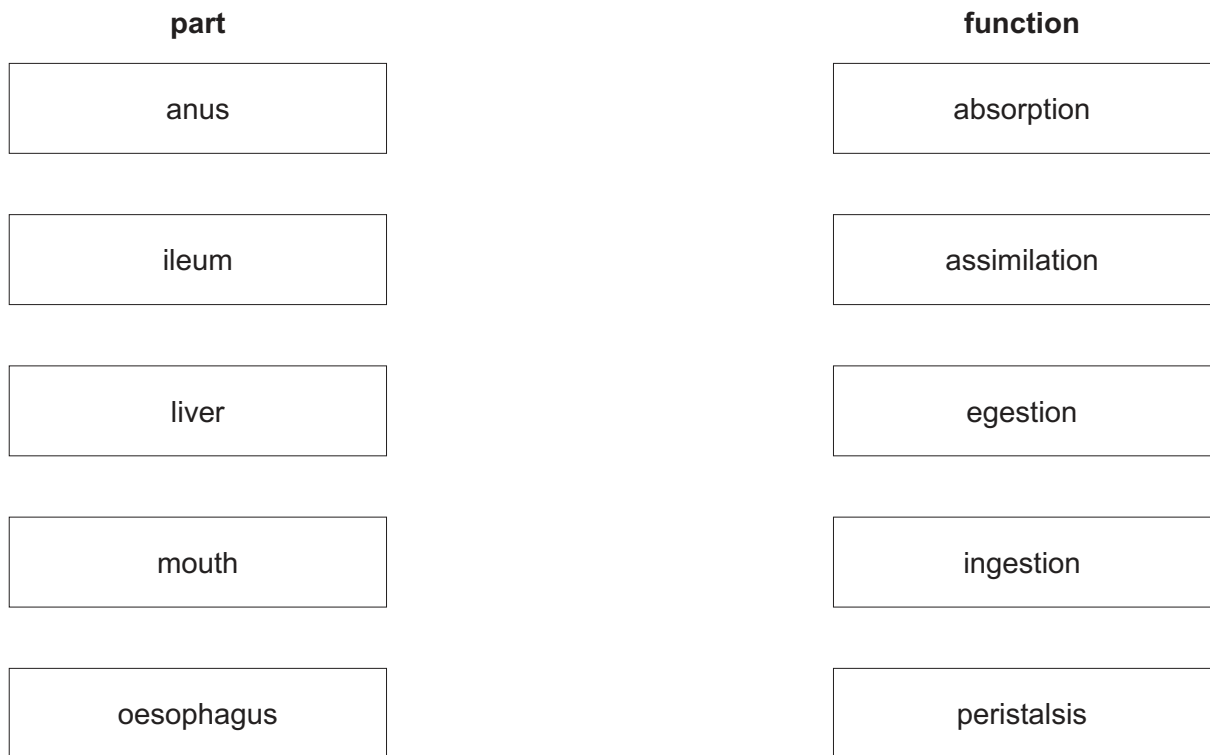 part function
anus absorption
ileum assimilation
liver egestion
mouth ingestion
oesophagus peristalsis